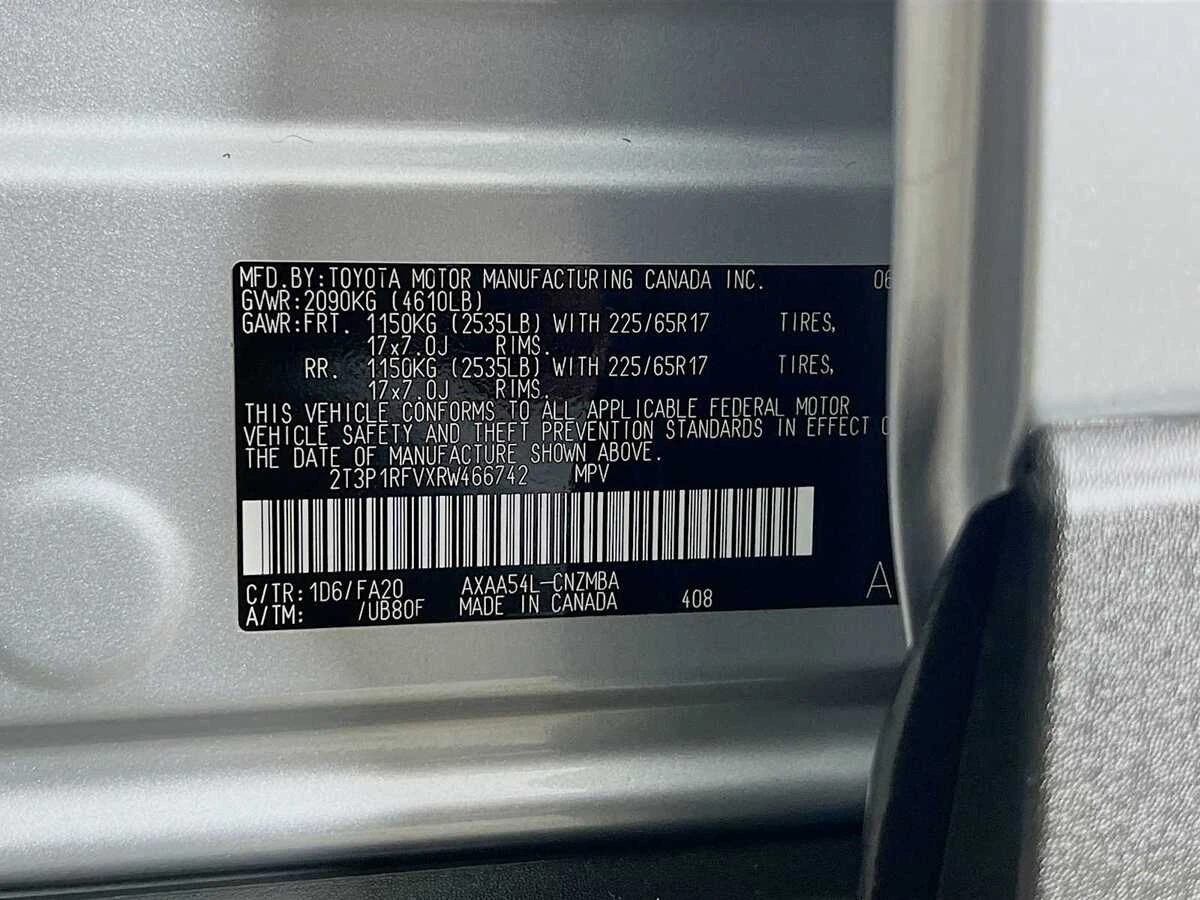 MFD.BY:TOYOTA MOTOR MANUFACTURING CANADA INC. 06
GVWR:2090KG (4610LB)
GAWR:FRT. 1150KG (2535LB) WITH 225/65R17 TIRES,
17x7.0J RIMS.
RR. 1150KG (2535LB) WITH 225/65R17 TIRES,
17x7.0J RIMS.
THIS VEHICLE CONFORMS TO ALL APPLICABLE FEDERAL MOTOR
VEHICLE SAFETY AND THEFT PREVENTION STANDARDS IN EFFECT
THE DATE OF MANUFACTURE SHOWN ABOVE.
2T3P1RFVXRW466742 MPV
C/TR:1D6/FA20 AXAA54L-CNZMBA A
A/TM: /UB80F MADE IN CANADA 408